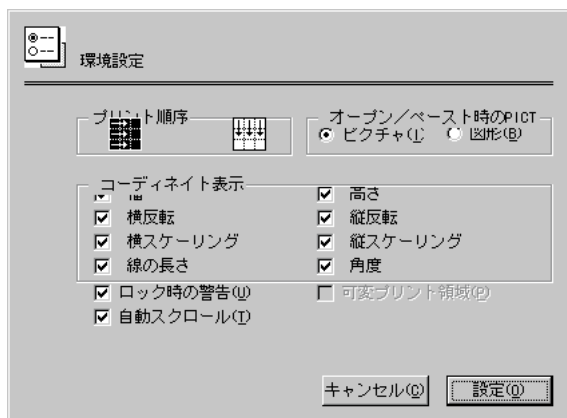 環境設定
プリント順序
オープン/ペースト時のPICT
ピクチャ(I) 図形(B)
コーディネイト表示
幅 高さ
横反転 縦反転
横スケーリング 縦スケーリング
線の長さ 角度
ロック時の警告(U) 可変プリント領域(P)
自動スクロール(T)
キャンセル(C) 設定(O)